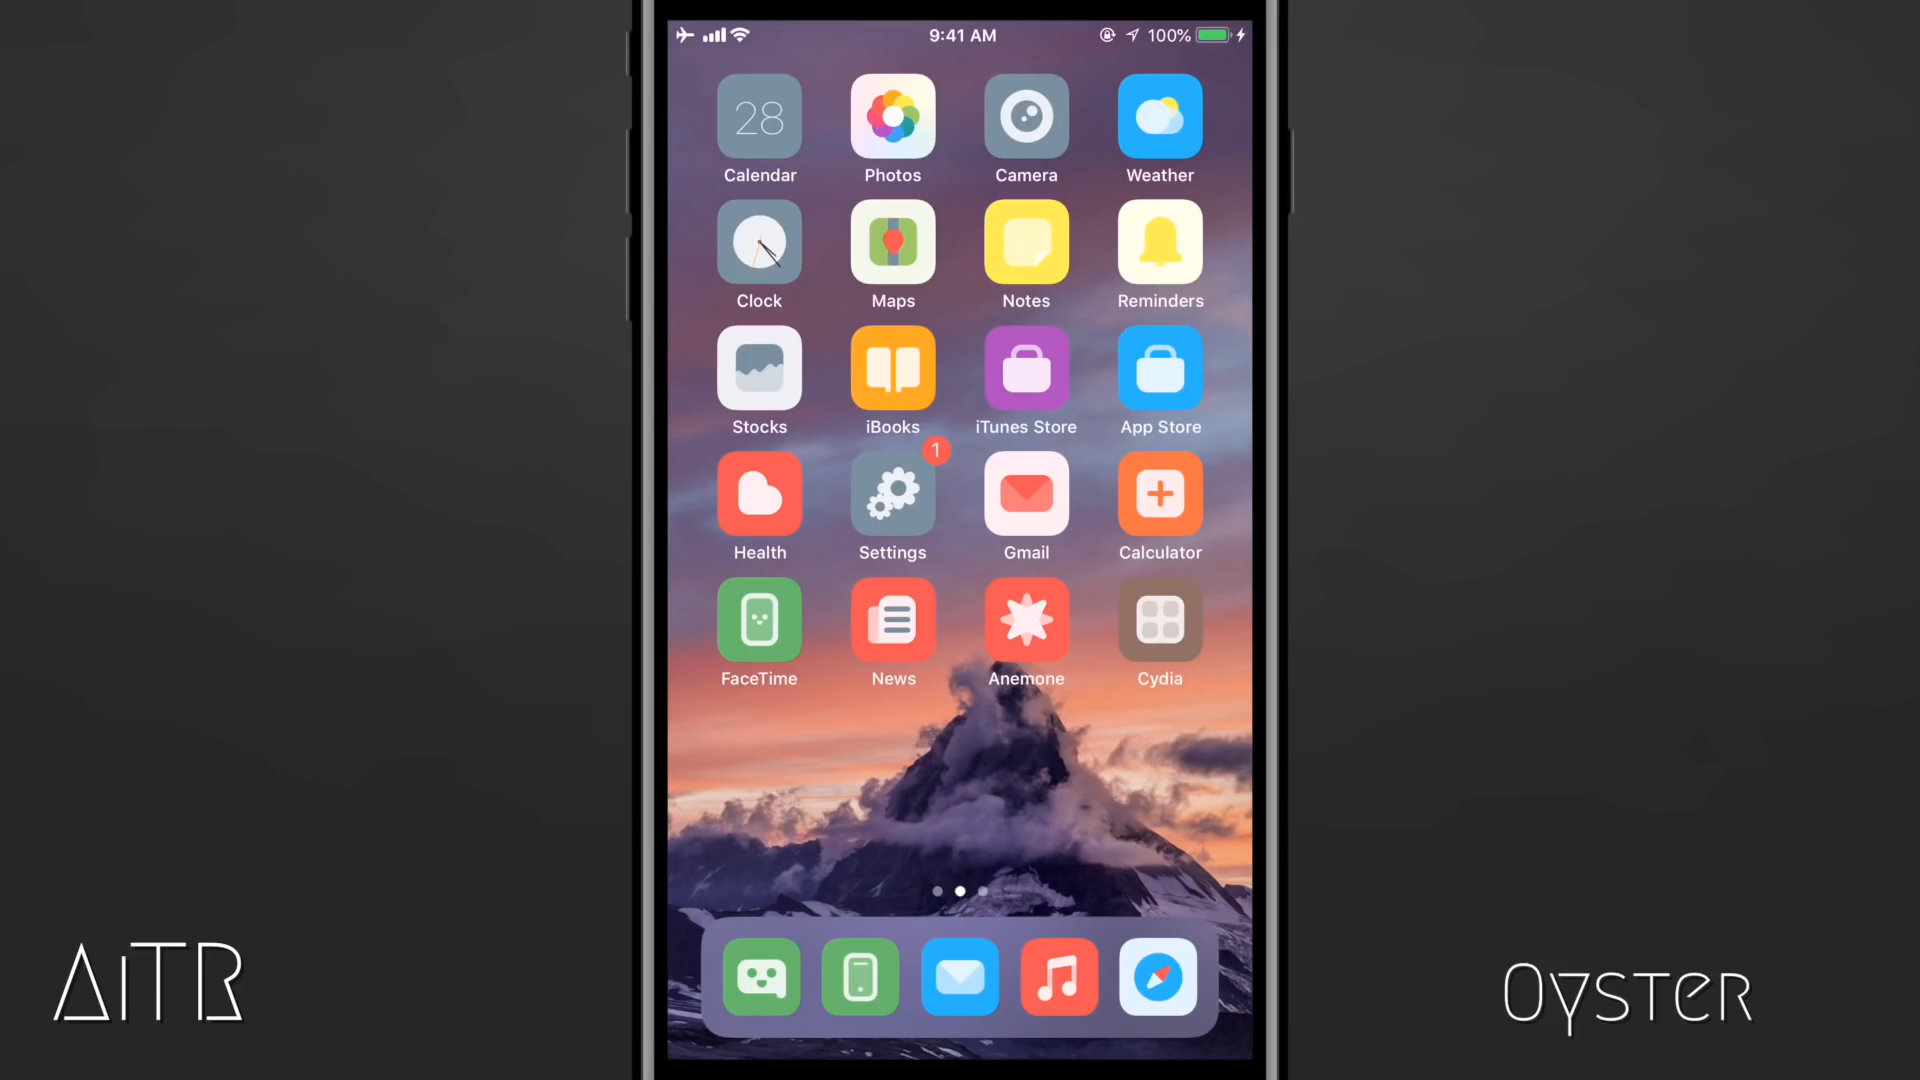 9:41 AM 100%
28
Calendar Photos Camera Weather
Clock Maps Notes Reminders
Stocks iBooks iTunes Store App Store
1
Health Settings Gmail Calculator
FaceTime News Anemone Cydia
AiTR Oyster